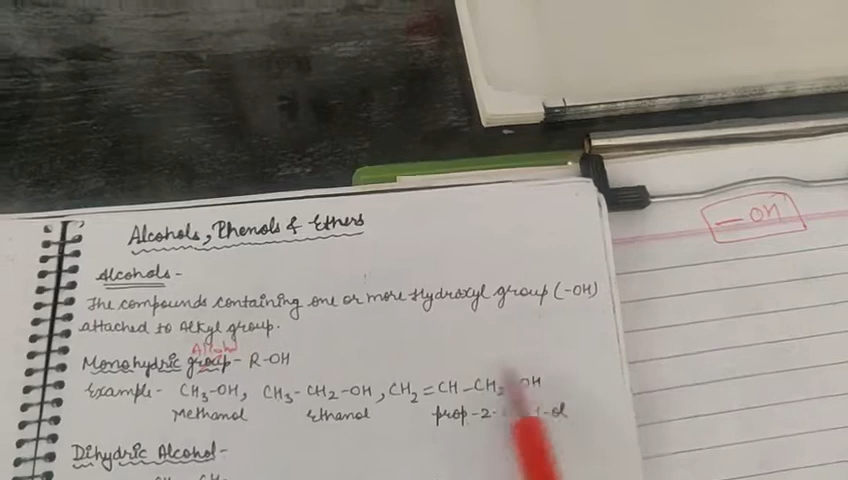 Alcohols, Phenols & Ethers
Alcohols -
The compounds containing one or more Hydroxyl group (-OH)
attached to Alkyl group.
Alcohol
Monohydric group - R-OH
Example - CH3-OH, CH3-CH2-OH, CH2=CH-CH2-OH
Methanol Ethanol prop-2-
Dihydric Alcohol -
-OH